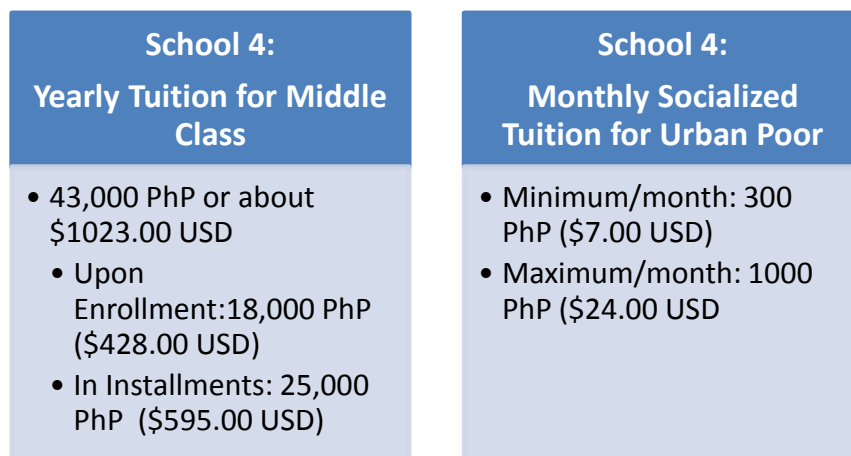 School 4:
Yearly Tuition for Middle
Class
• 43,000 PhP or about
$1023.00 USD
• Upon
Enrollment:18,000 PhP
($428.00 USD)
• In Installments: 25,000
PhP ($595.00 USD)
School 4:
Monthly Socialized
Tuition for Urban Poor
• Minimum/month: 300
PhP ($7.00 USD)
• Maximum/month: 1000
PhP ($24.00 USD